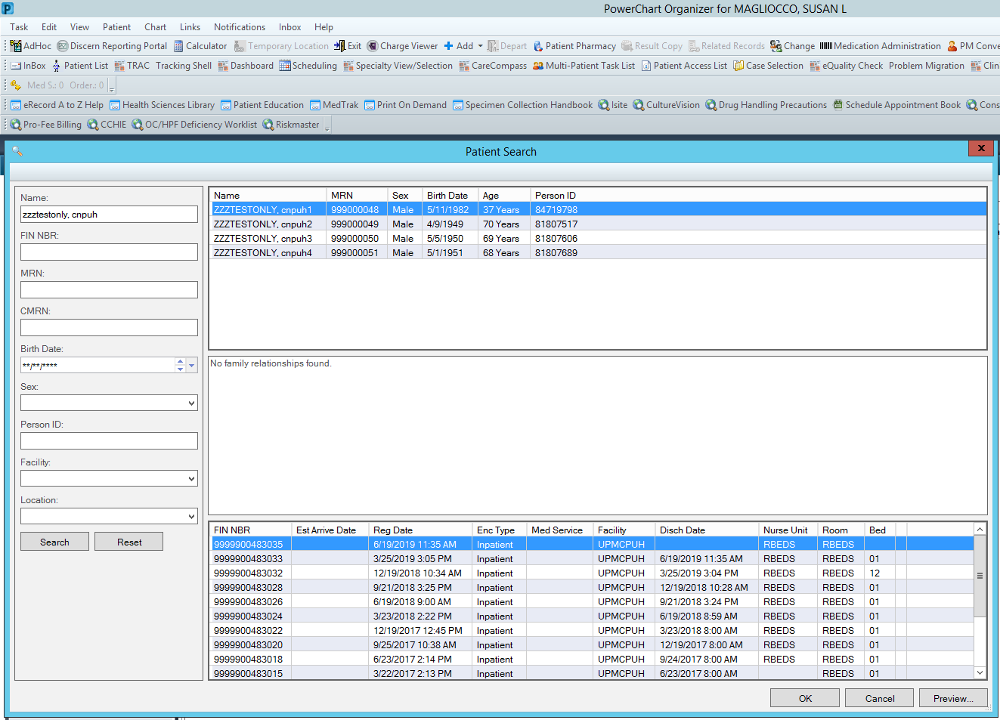 PowerChart Organizer for MAGLIOCCO, SUSAN L
Task Edit View Patient Chart Links Notifications Inbox Help
AdHoc Discern Reporting Portal Calculator Temporary Location Exit Charge Viewer Add Depart Patient Pharmacy Result Copy Related Records Change Medication Administration PM Conve
InBox Patient List TRAC Tracking Shell Dashboard Scheduling Specialty View/Selection CareCompass Multi-Patient Task List Patient Access List Case Selection eQuality Check Problem Migration Clin
Med S.: 0 Order.: 0
eRecord A to Z Help Health Sciences Library Patient Education MedTrak Print On Demand Specimen Collection Handbook Isite CultureVision Drug Handling Precautions Schedule Appointment Book Cons
Pro-Fee Billing CCHIE OC/HPF Deficiency Worklist Riskmaster
Patient Search
x
Name:
zzztestonly, cnpuh
FIN NBR:
MRN:
CMRN:
Birth Date:
**/**/****
Sex:
Person ID:
Facility:
Location:
Search Reset
Name MRN Sex Birth Date Age Person ID
ZZZTESTONLY, cnpuh1 999000048 Male 5/11/1982 37 Years 84719798
ZZZTESTONLY, cnpuh2 999000049 Male 4/9/1949 70 Years 81807517
ZZZTESTONLY, cnpuh3 999000050 Male 5/5/1950 69 Years 81807606
ZZZTESTONLY, cnpuh4 999000051 Male 5/1/1951 68 Years 81807689
No family relationships found.
FIN NBR Est Arrive Date Reg Date Enc Type Med Service Facility Disch Date Nurse Unit Room Bed
9999900483035 6/19/2019 11:35 AM Inpatient UPMCPUH RBEDS RBEDS
9999900483033 3/25/2019 3:05 PM Inpatient UPMCPUH 6/19/2019 11:35 AM RBEDS RBEDS 01
9999900483032 12/19/2018 10:34 AM Inpatient UPMCPUH 3/25/2019 3:04 PM RBEDS RBEDS 12
9999900483028 9/21/2018 3:25 PM Inpatient UPMCPUH 12/19/2018 10:28 AM RBEDS RBEDS 01
9999900483026 6/19/2018 9:00 AM Inpatient UPMCPUH 9/21/2018 3:24 PM RBEDS RBEDS 01
9999900483024 3/23/2018 2:22 PM Inpatient UPMCPUH 6/19/2018 8:59 AM RBEDS RBEDS 01
9999900483022 12/19/2017 12:45 PM Inpatient UPMCPUH 3/23/2018 8:00 AM RBEDS RBEDS 01
9999900483020 9/25/2017 10:38 AM Inpatient UPMCPUH 12/19/2017 8:00 AM RBEDS RBEDS 01
9999900483018 6/23/2017 2:14 PM Inpatient UPMCPUH 9/24/2017 8:00 AM RBEDS RBEDS 01
9999900483015 3/22/2017 2:13 PM Inpatient UPMCPUH 6/23/2017 8:00 AM RBEDS 01
OK Cancel Preview...